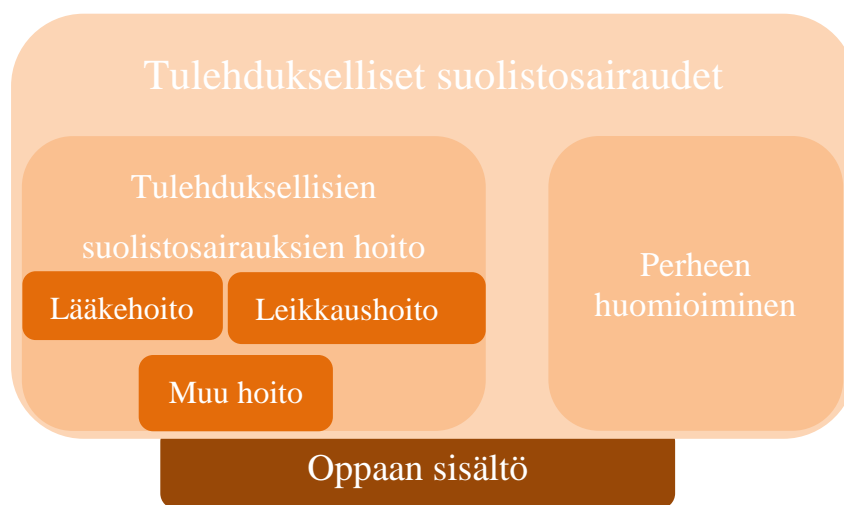 Tulehdukselliset suolistosairaudet
Tulehduksellisien
suolistosairauksien hoito
Lääkehoito
Leikkaushoito
Muu hoito
Perheen
huomioiminen
Oppaan sisältö